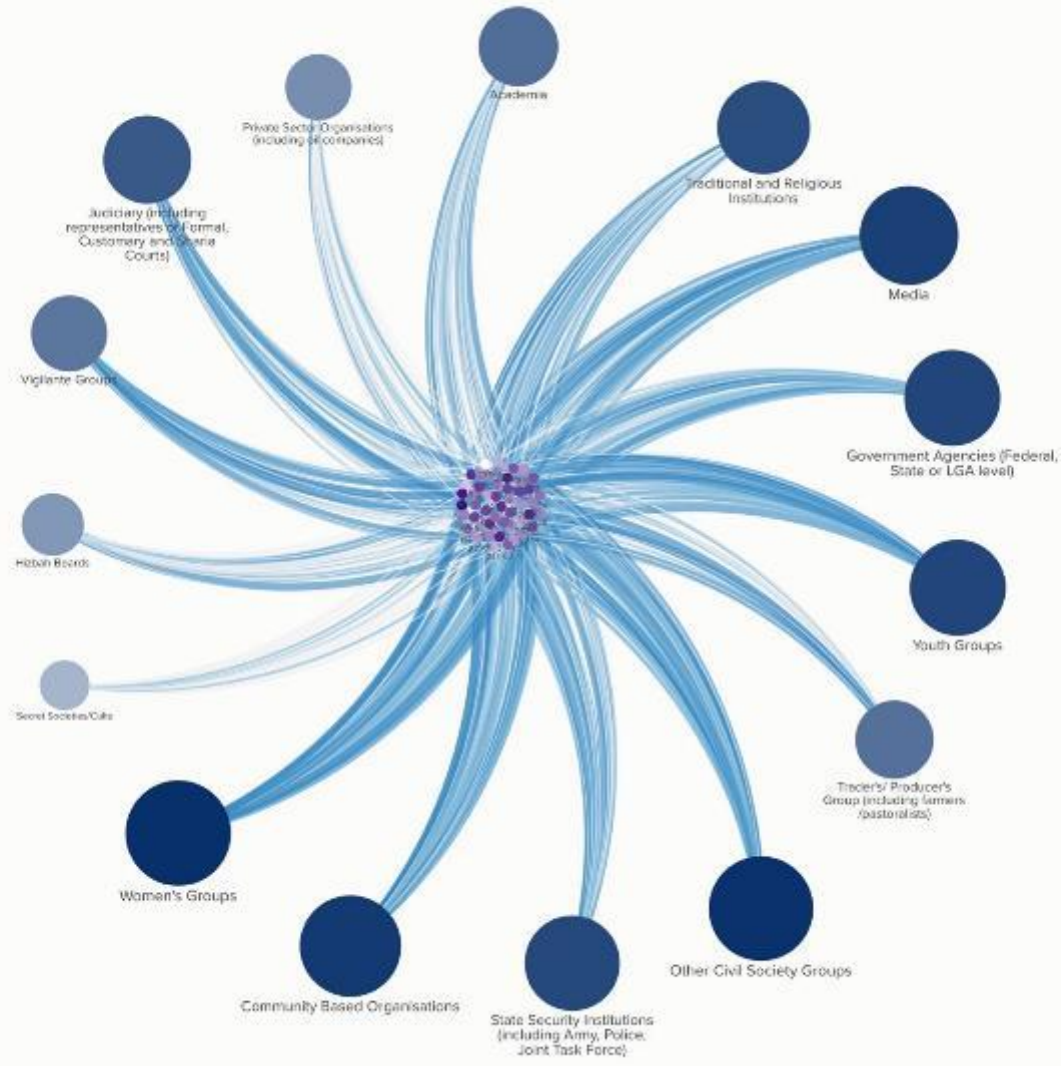 Academia
Private Sector Organisations
(including oil companies)
Traditional and Religious
Institutions
Judiciary (including
representatives of Formal,
Customary and Sharia
Courts)
Media
Vigilante Groups
Government Agencies (Federal,
State or LGA level)
Hizbah Boards
Youth Groups
Secret Societies/Cults
Trader's/ Producer's
Group (including farmers
/pastoralists)
Women's Groups
Other Civil Society Groups
Community Based Organisations
State Security Institutions
(including Army, Police,
Joint Task Force)